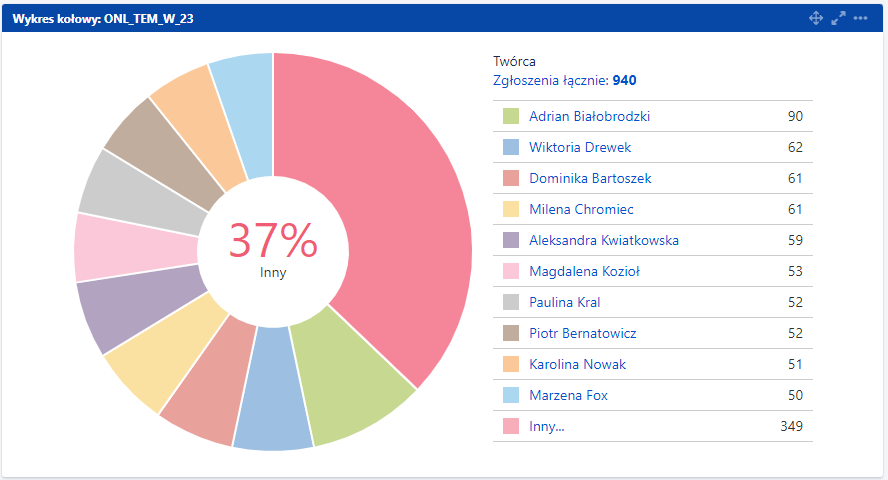 Wykres kołowy: ONL_TEM_W_23
Twórca
Zgłoszenia łącznie: 940
Adrian Białobrodzki 90
Wiktoria Drewek 62
Dominika Bartoszek 61
Milena Chromiec 61
Aleksandra Kwiatkowska 59
Magdalena Kozioł 53
Paulina Kral 52
Piotr Bernatowicz 52
Karolina Nowak 51
Marzena Fox 50
Inny... 349
37%
Inny